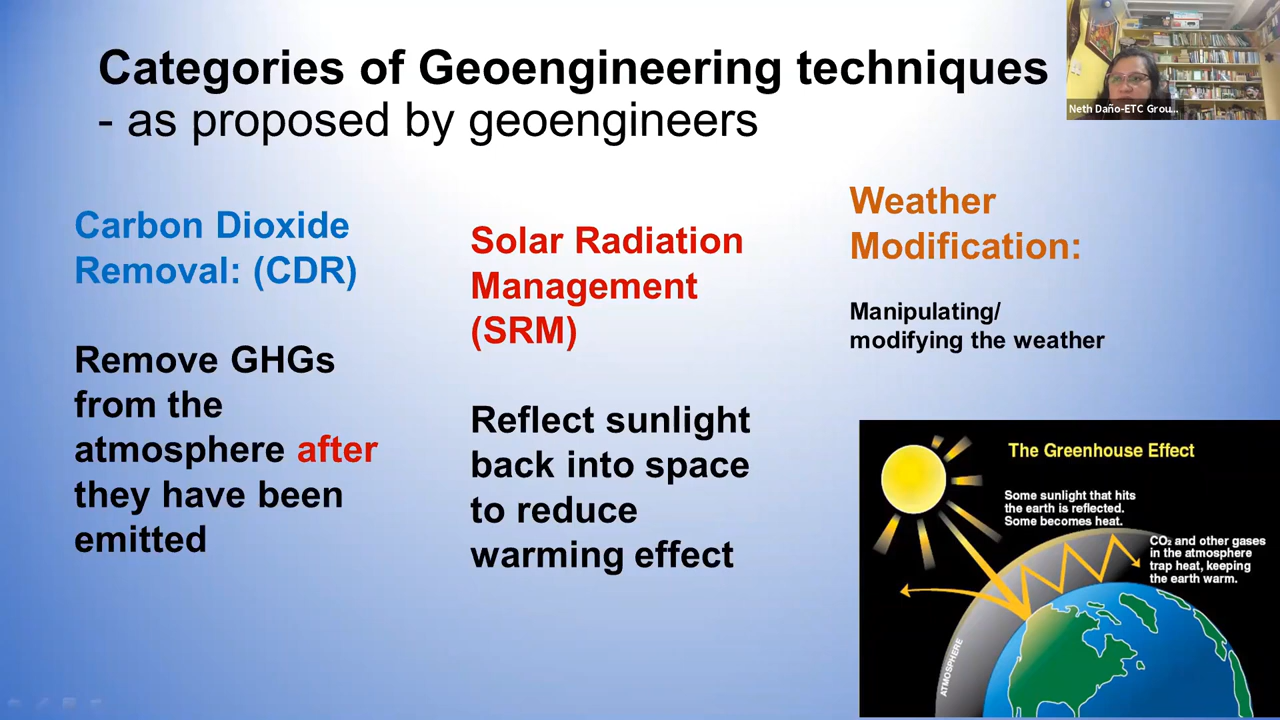 Categories of Geoengineering techniques
- as proposed by geoengineers
Neth Daño-ETC Grou...
Carbon Dioxide
Removal: (CDR)
Remove GHGs
from the
atmosphere after
they have been
emitted
Solar Radiation
Management
(SRM)
Reflect sunlight
back into space
to reduce
warming effect
Weather
Modification:
Manipulating/
modifying the weather
The Greenhouse Effect
Some sunlight that hits
the earth is reflected.
Some becomes heat.
CO₂ and other gases
in the atmosphere
trap heat, keeping
the earth warm.
ATMOSPHERE